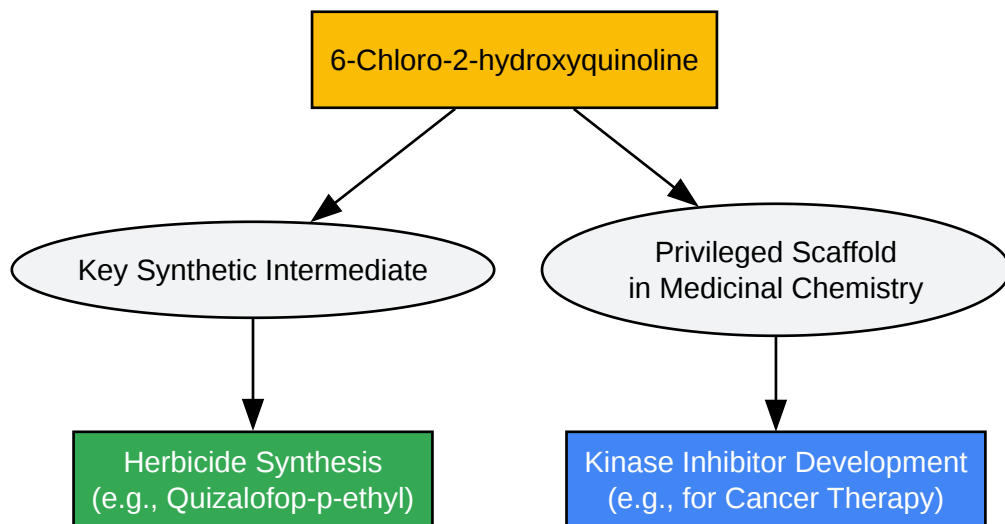 6-Chloro-2-hydroxyquinoline
Key Synthetic Intermediate
Privileged Scaffold
in Medicinal Chemistry
Herbicide Synthesis
(e.g., Quizalofop-p-ethyl)
Kinase Inhibitor Development
(e.g., for Cancer Therapy)